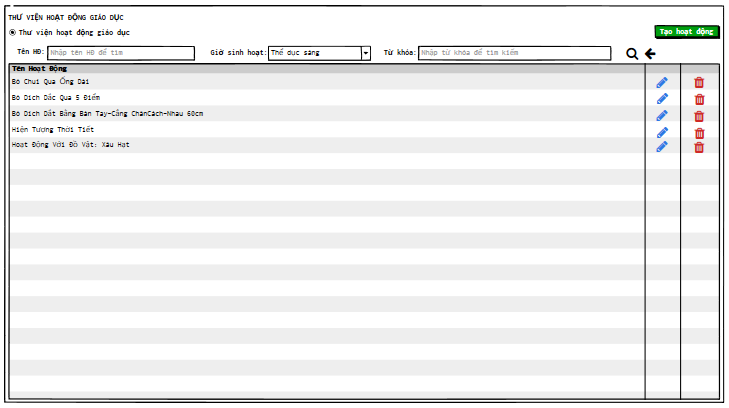 THƯ VIỆN HOẠT ĐỘNG GIÁO DỤC
Thư viện hoạt động giáo dục
Tạo hoạt động
Tên HĐ: Nhập tên HĐ để tìm Giờ sinh hoạt: Thể dục sáng Từ khóa: Nhập từ khóa để tìm kiếm
Tên Hoạt Động
Bò Chui Qua Ống Dài
Bò Dích Dắc Qua 5 Điểm
Bò Dích Dắt Bằng Bàn Tay-Cẳng ChânCách-Nhau 60cm
Hiện Tượng Thời Tiết
Hoạt Động Với Đồ Vật: Xâu Hạt